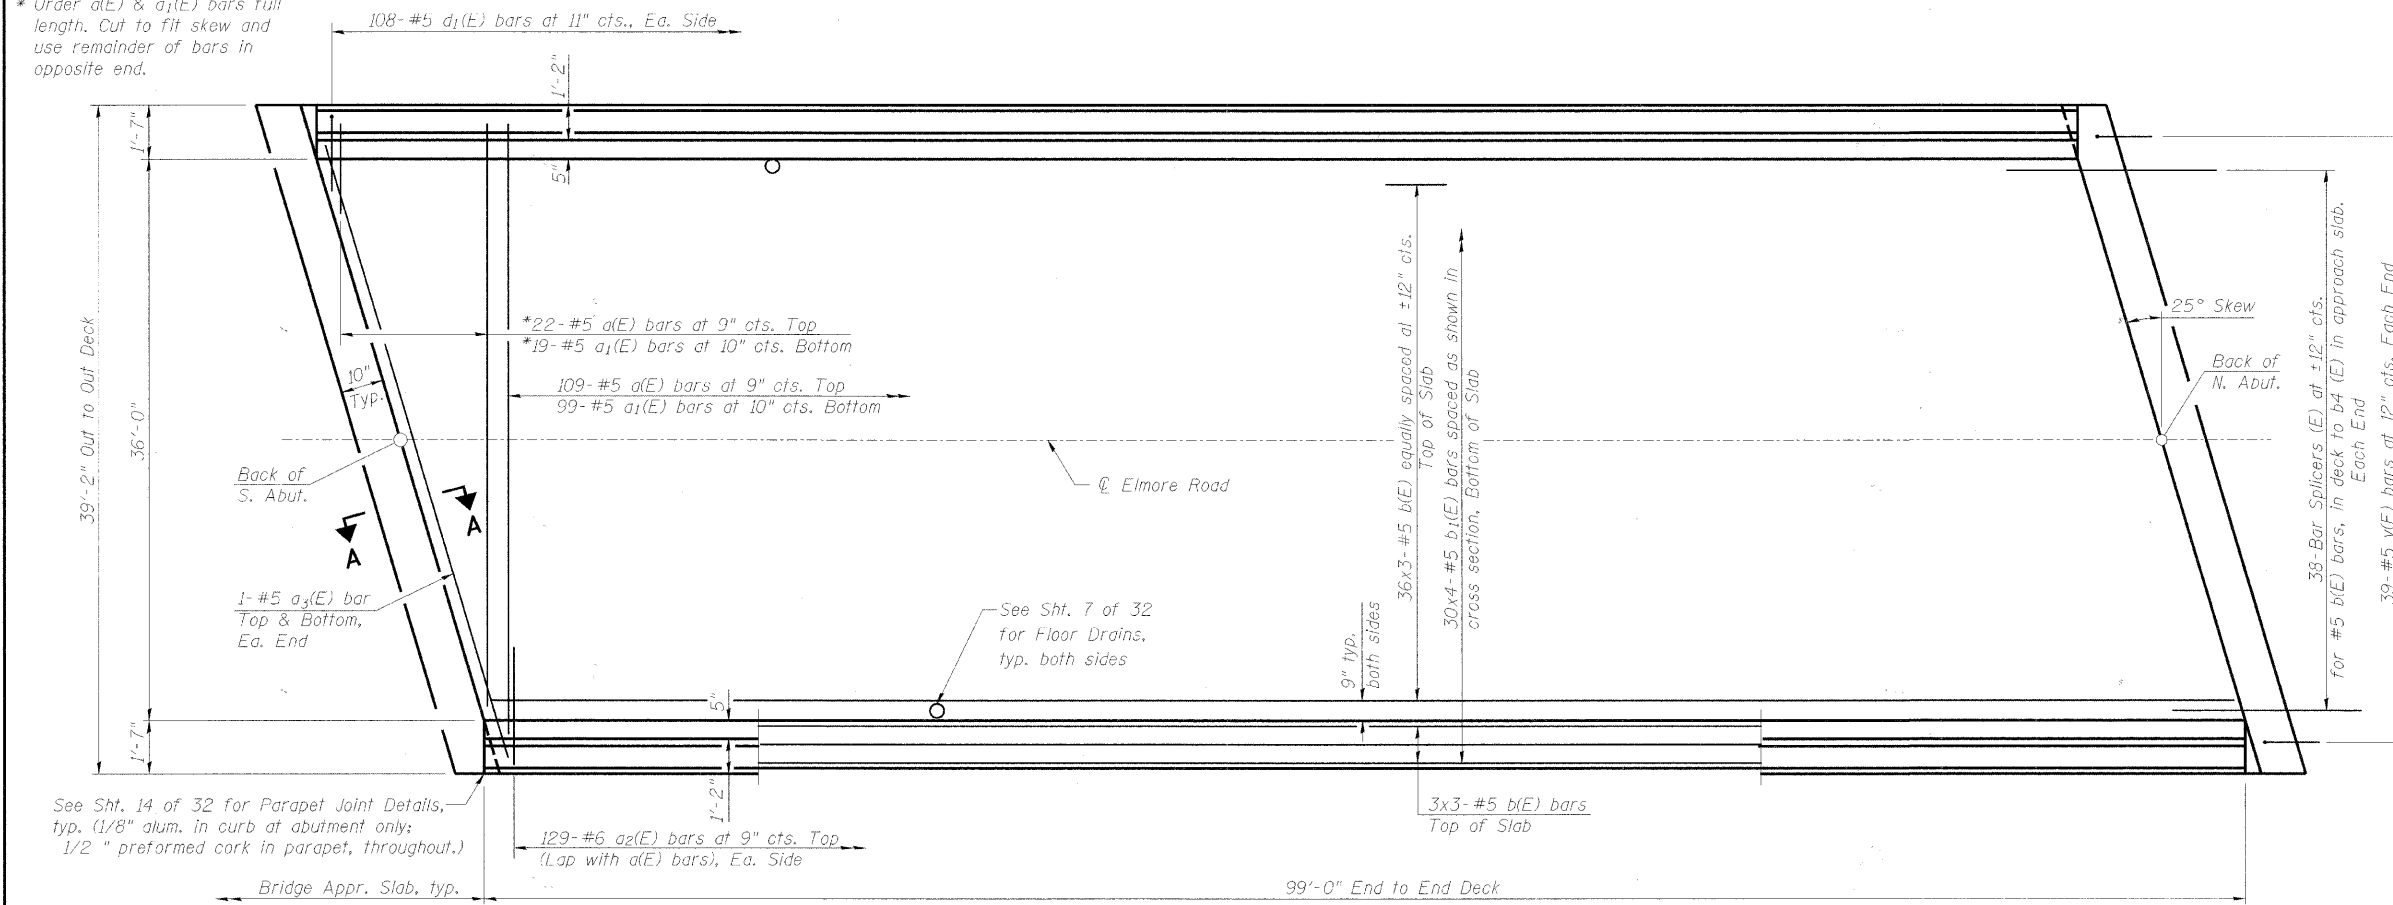 * Order a(E) & a1(E) bars full
length. Cut to fit skew and
use remainder of bars in
opposite end.
108-#5 d1(E) bars at 11" cts., Ea. Side
1'-2"
1'-7"
5"
39'-2" Out to Out Deck
36'-0"
*22-#5 a(E) bars at 9" cts. Top
*19-#5 a1(E) bars at 10" cts. Bottom
10"
Typ.
109-#5 a(E) bars at 9" cts. Top
99-#5 a1(E) bars at 10" cts. Bottom
Back of
S. Abut.
A
A
℄ Elmore Road
1-#5 a3(E) bar
Top & Bottom,
Ea. End
See Sht. 7 of 32
for Floor Drains,
typ. both sides
36x3-#5 b(E) equally spaced at ±12" cts.
Top of Slab
30x4-#5 b1(E) bars spaced as shown in
cross section, Bottom of Slab
9" typ.
both sides
25° Skew
Back of
N. Abut.
38-Bar Splicers (E) at ±12" cts.
for #5 b(E) bars, in deck to b4 (E) in approach slab.
Each End
39-#5 v(E) bars at 12" cts. Each End
1'-7"
5"
1'-2"
See Sht. 14 of 32 for Parapet Joint Details,
typ. (1/8" alum. in curb at abutment only;
1/2 " preformed cork in parapet, throughout.)
129-#6 a2(E) bars at 9" cts. Top
(Lap with a(E) bars), Ea. Side
3x3-#5 b(E) bars
Top of Slab
Bridge Appr. Slab, typ.
99'-0" End to End Deck